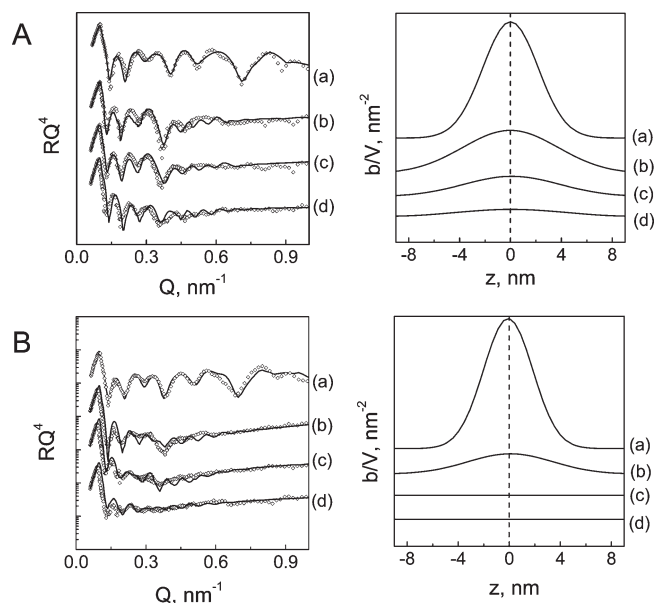 A
RQ4
(a)
(b)
(c)
(d)
0.0 0.3 0.6 0.9
Q, nm-1
b/V, nm-2
(a)
(b)
(c)
(d)
-8 -4 0 4 8
z, nm
B
RQ4
(a)
(b)
(c)
(d)
0.0 0.3 0.6 0.9
Q, nm-1
b/V, nm-2
(a)
(b)
(c)
(d)
-8 -4 0 4 8
z, nm